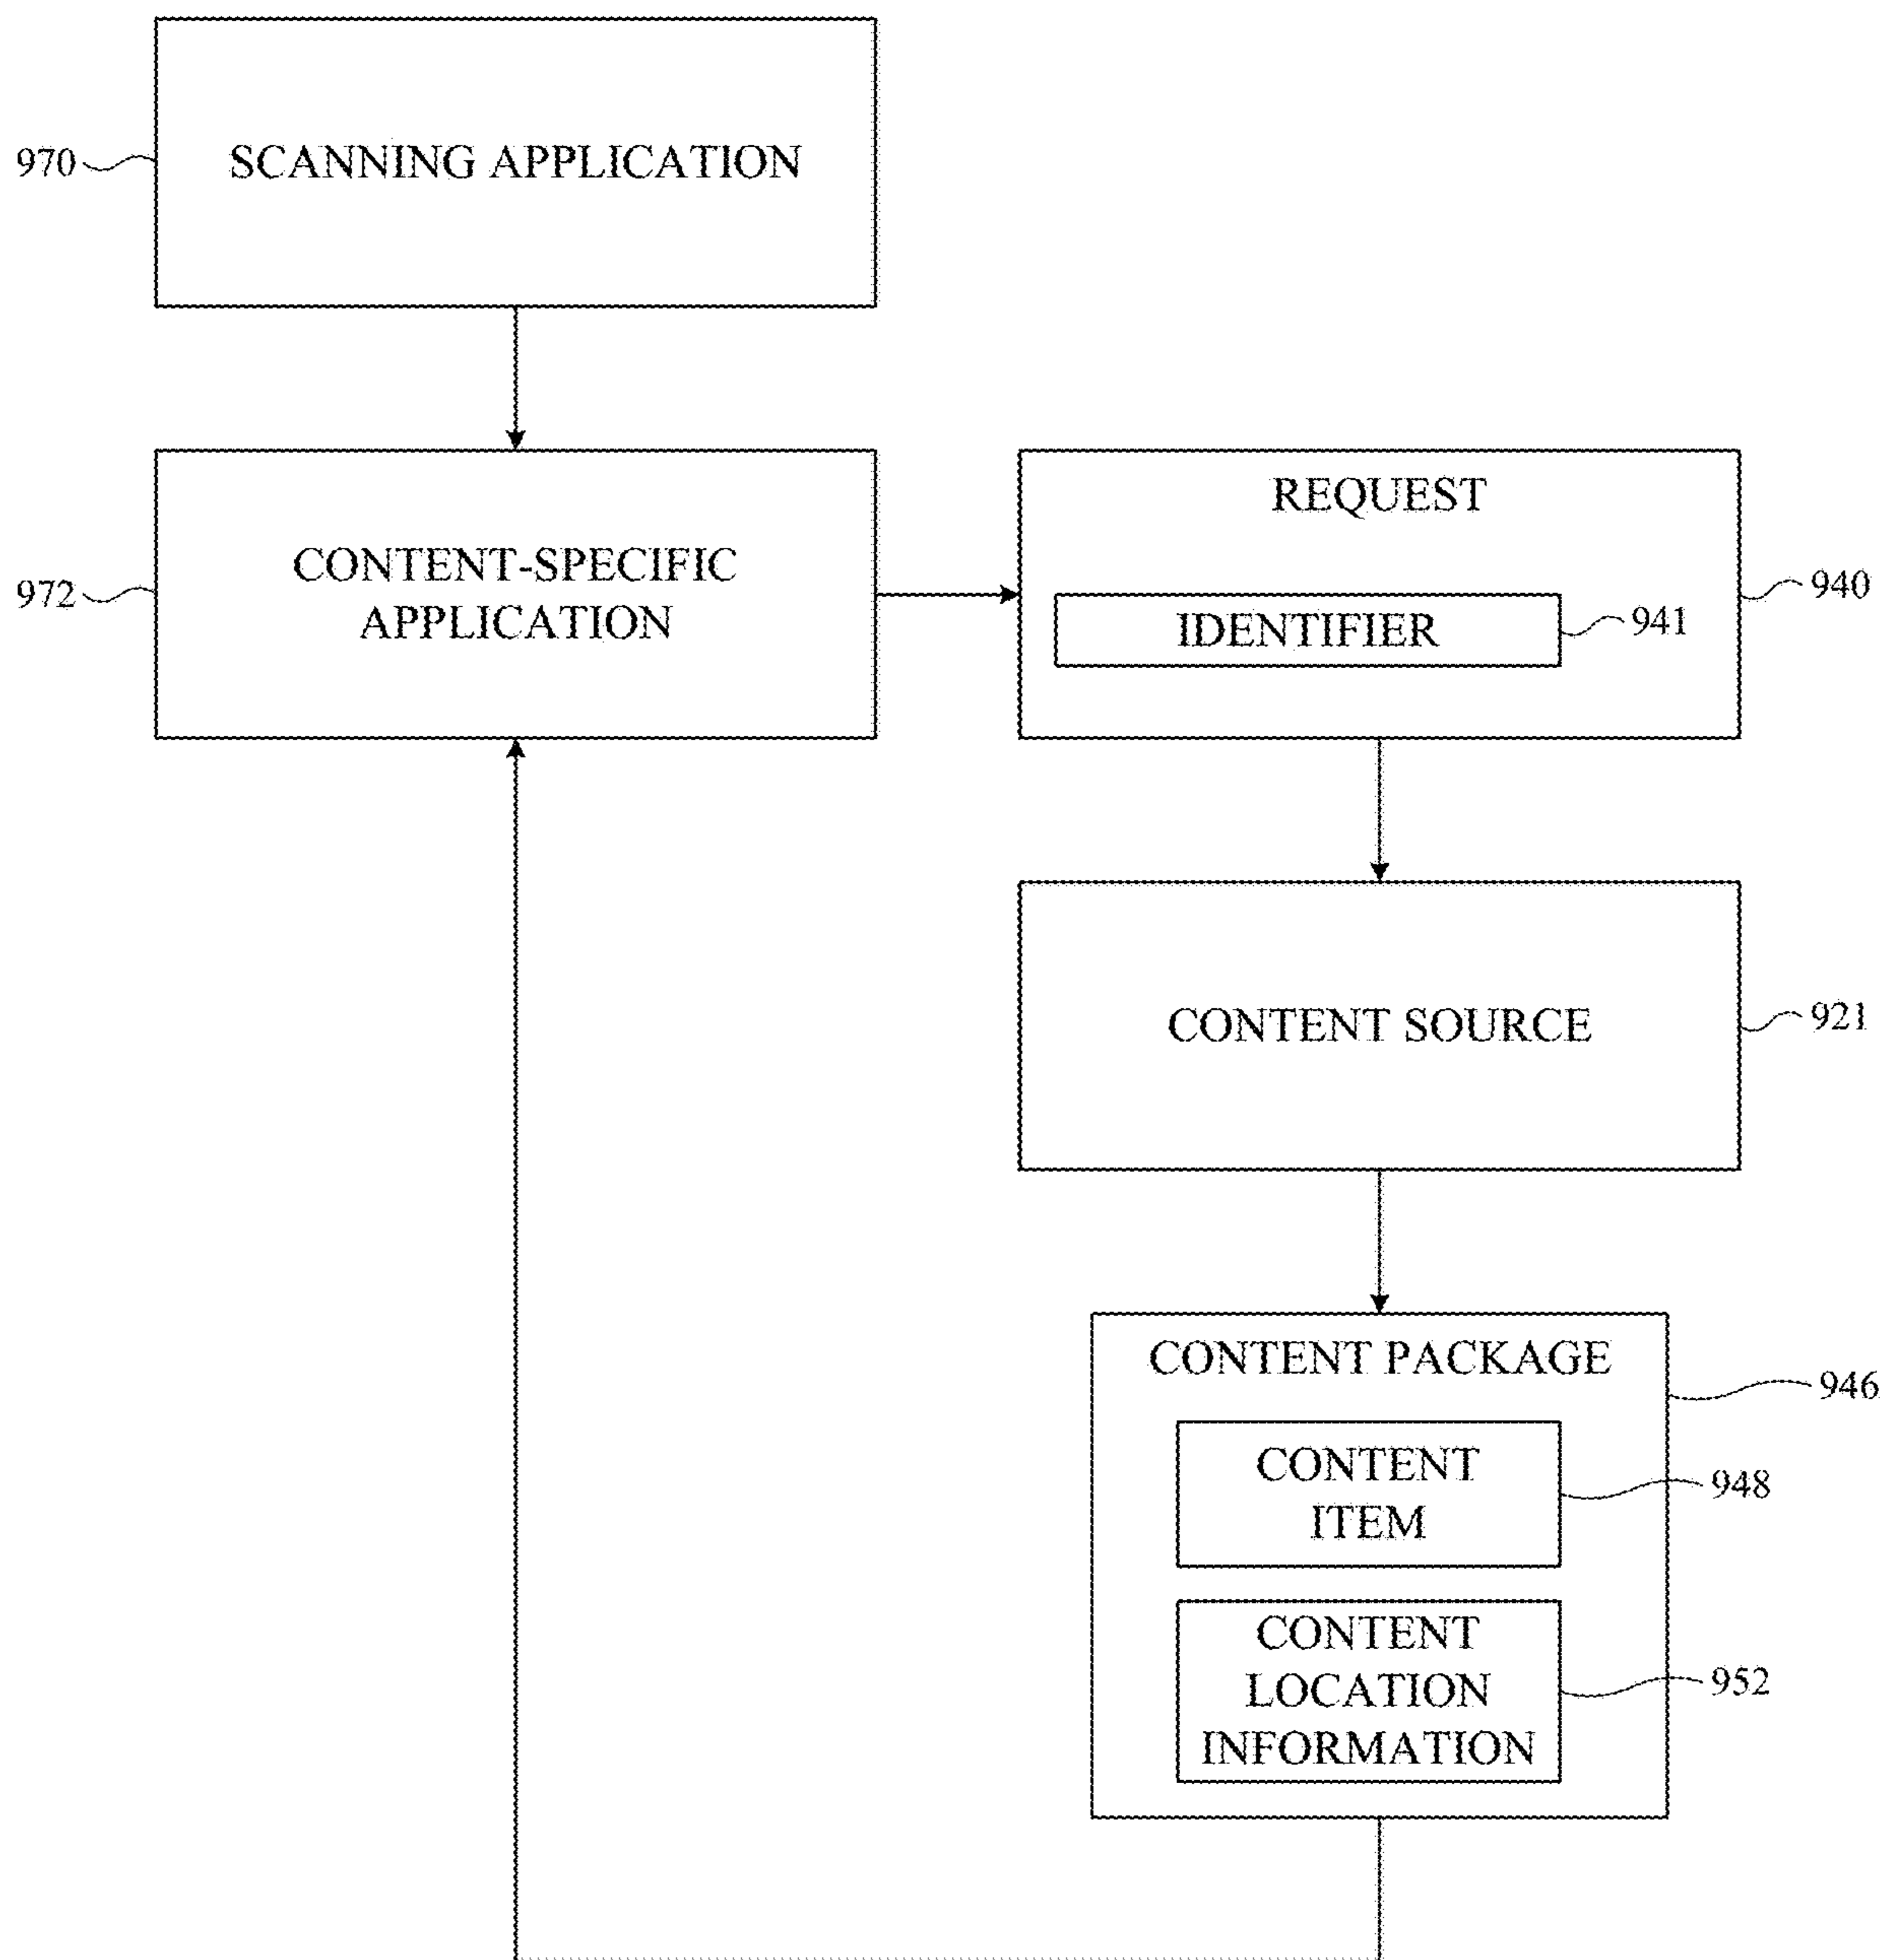 SCANNING APPLICATION
970
CONTENT-SPECIFIC
APPLICATION
972
REQUEST
IDENTIFIER
941
940
CONTENT SOURCE
921
CONTENT PACKAGE
946
CONTENT
ITEM
948
CONTENT
LOCATION
INFORMATION
952